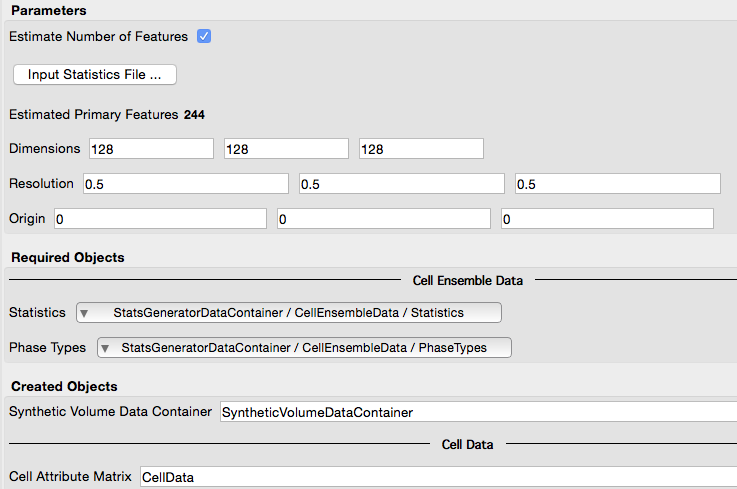 Parameters
Estimate Number of Features
Input Statistics File ...
Estimated Primary Features 244
Dimensions 128 128 128
Resolution 0.5 0.5 0.5
Origin 0 0 0
Required Objects
Cell Ensemble Data
Statistics StatsGeneratorDataContainer / CellEnsembleData / Statistics
Phase Types StatsGeneratorDataContainer / CellEnsembleData / PhaseTypes
Created Objects
Synthetic Volume Data Container SyntheticVolumeDataContainer
Cell Data
Cell Attribute Matrix CellData